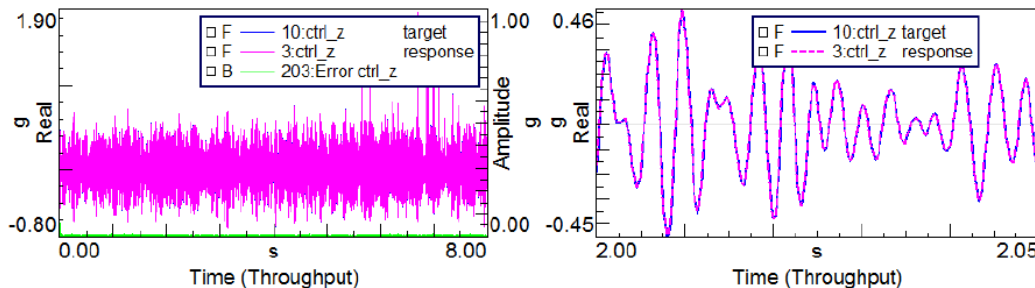 1.90
g
Real
-0.80
F 10:ctrl_z target
F 3:ctrl_z response
B 203:Error ctrl_z
1.00
Amplitude
0.00
0.00 s 8.00
Time (Throughput)
0.46
g
Real
-0.45
F 10:ctrl_z target
F 3:ctrl_z response
2.00 s 2.05
Time (Throughput)